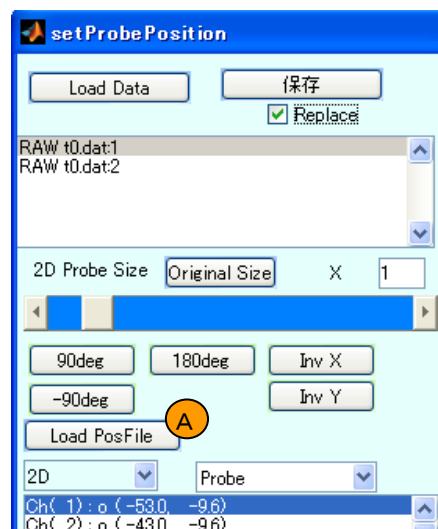 setProbePosition
Load Data 保存
Replace
RAW t0.dat:1
RAW t0.dat:2
2D Probe Size Original Size X 1
90deg 180deg Inv X
-90deg Inv Y
A
Load PosFile
2D Probe
Ch( 1) : o (-53.0, -9.6)
Ch( 2) : o (-43.0, -9.6)